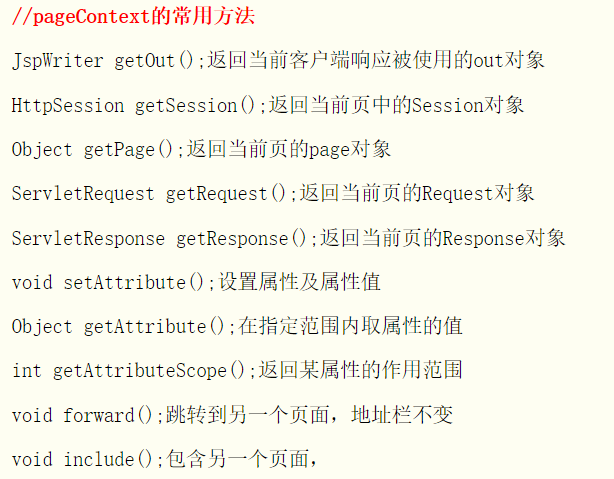 //pageContext的常用方法
JspWriter getOut();返回当前客户端响应被使用的out对象
HttpSession getSession();返回当前页中的Session对象
Object getPage();返回当前页的page对象
ServletRequest getRequest();返回当前页的Request对象
ServletResponse getResponse();返回当前页的Response对象
void setAttribute();设置属性及属性值
Object getAttribute();在指定范围内取属性的值
int getAttributeScope();返回某属性的作用范围
void forward();跳转到另一个页面，地址栏不变
void include();包含另一个页面，